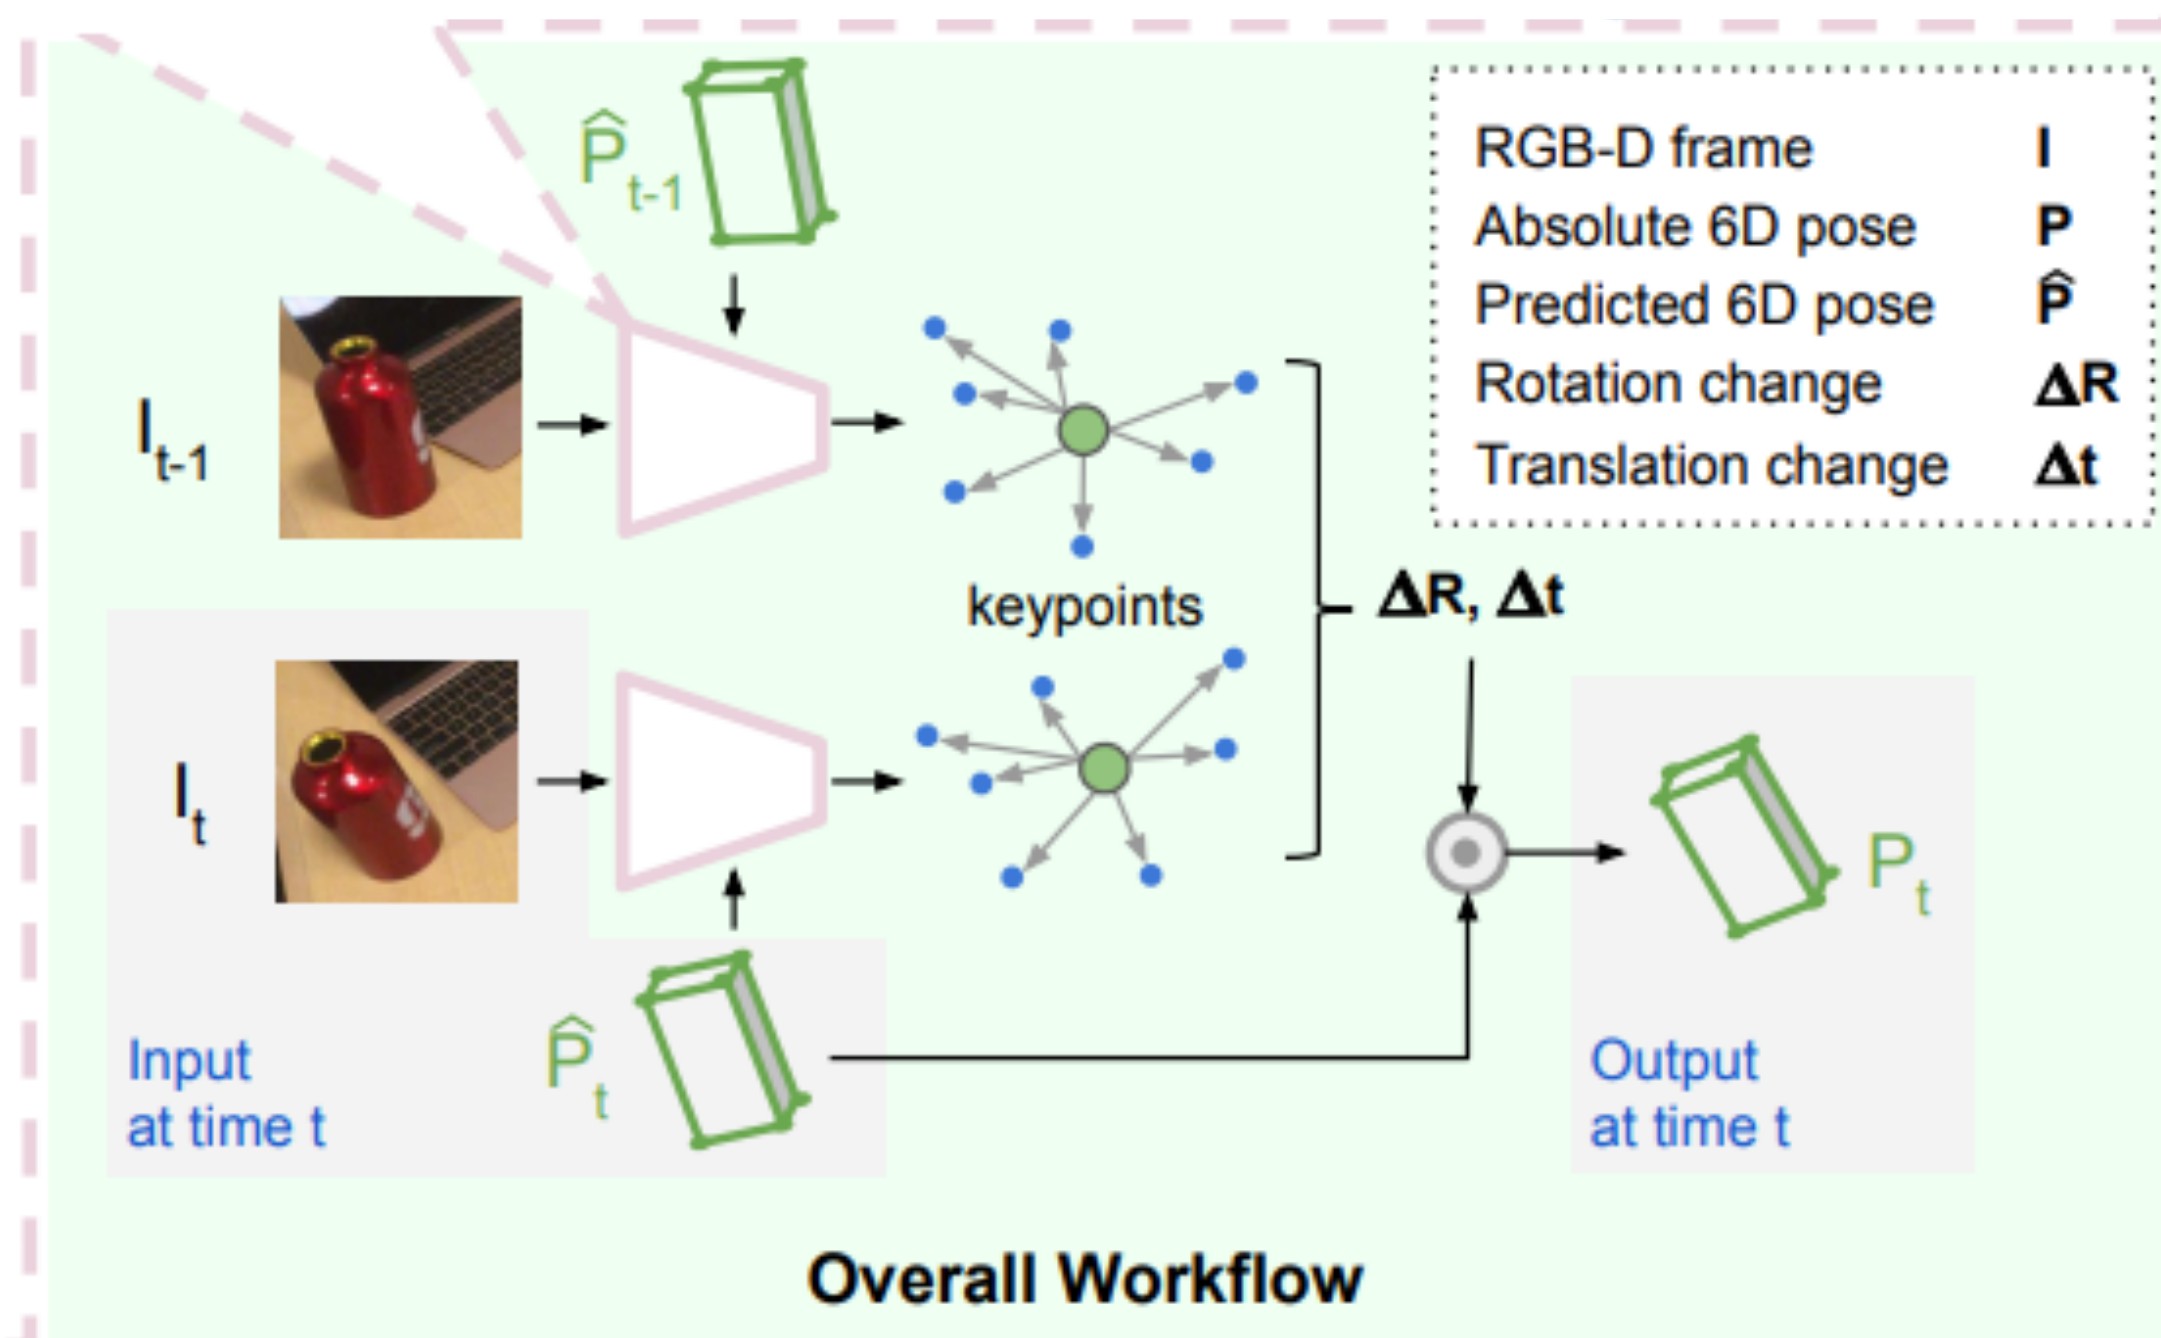 P̂t-1
RGB-D frame I
Absolute 6D pose P
Predicted 6D pose P̂
Rotation change ΔR
Translation change Δt
It-1
keypoints
ΔR, Δt
It
Pt
P̂t
Input
at time t
Output
at time t
Overall Workflow